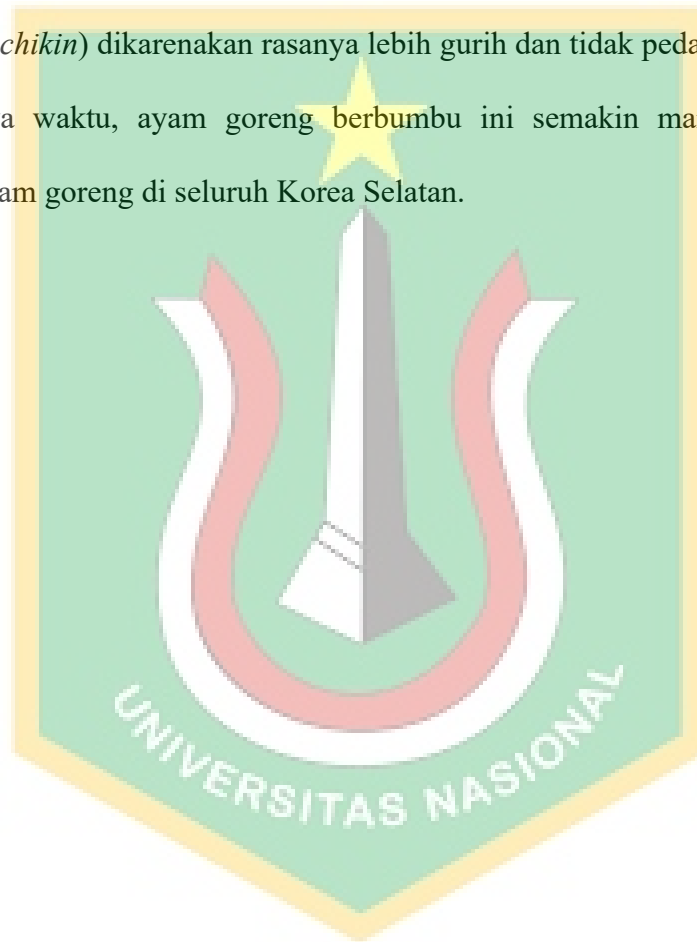 chikin) dikarenakan rasanya lebih gurih dan tidak peda
a waktu, ayam goreng berbumbu ini semakin ma
am goreng di seluruh Korea Selatan.
UNIVERSITAS NASIONAL